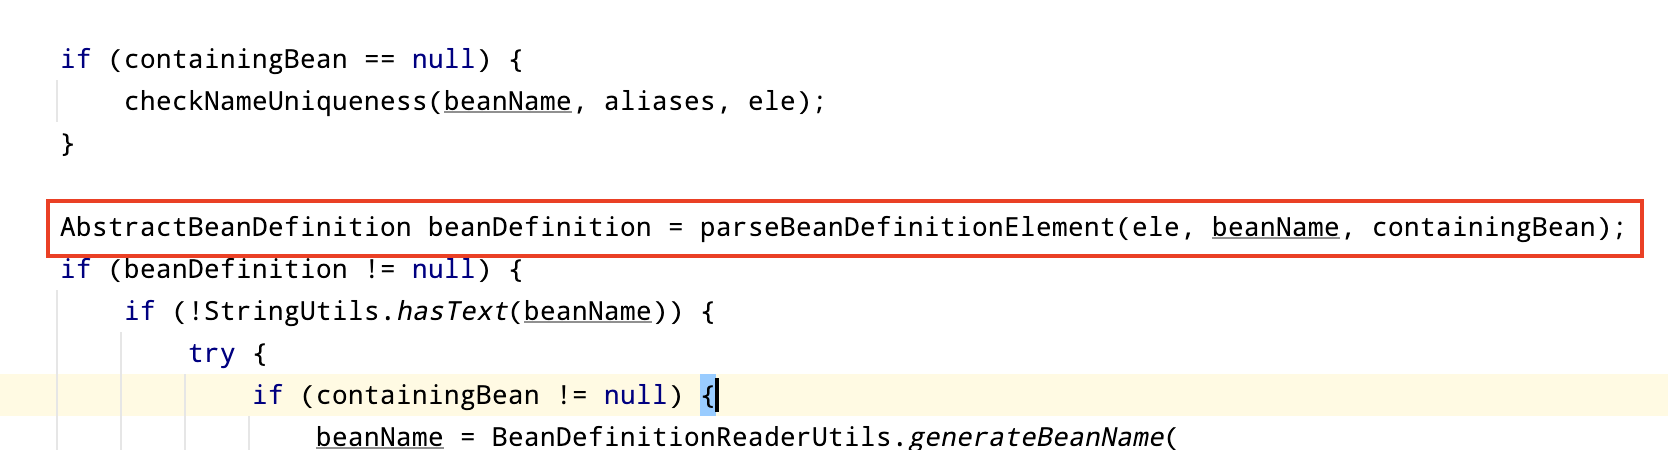 if (containingBean == null) {
checkNameUniqueness(beanName, aliases, ele);
}
AbstractBeanDefinition beanDefinition = parseBeanDefinitionElement(ele, beanName, containingBean);
if (beanDefinition != null) {
if (!StringUtils.hasText(beanName)) {
try {
if (containingBean != null) {
beanName = BeanDefinitionReaderUtils.generateBeanName(